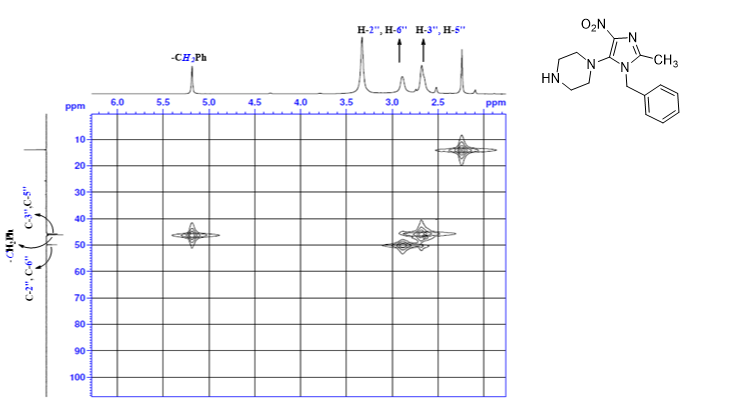 H-2'', H-6'' H-3'', H-5''
-CH₂Ph
ppm 6.0 5.5 5.0 4.5 4.0 3.5 3.0 2.5 ppm
10
20
30
40
50
60
70
80
90
100
C-3'',C-5''
-CH₂Ph
C-2'', C-6''
O₂N
N
N
CH₃
N
N
HN